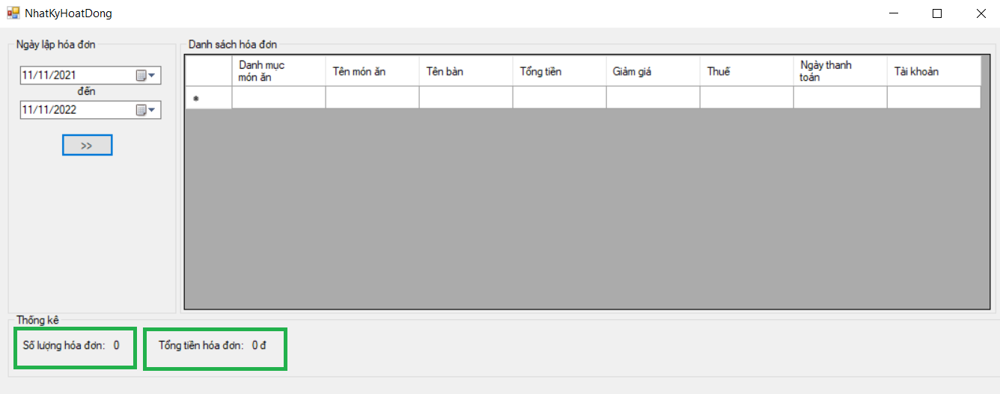 NhatKyHoatDong
Ngày lập hóa đơn
11/11/2021
đến
11/11/2022
>>
Danh sách hóa đơn
Danh mục
món ăn
Tên món ăn
Tên bàn
Tổng tiền
Giảm giá
Thuế
Ngày thanh
toán
Tài khoản
Thống kê
Số lượng hóa đơn: 0
Tổng tiền hóa đơn: 0 đ